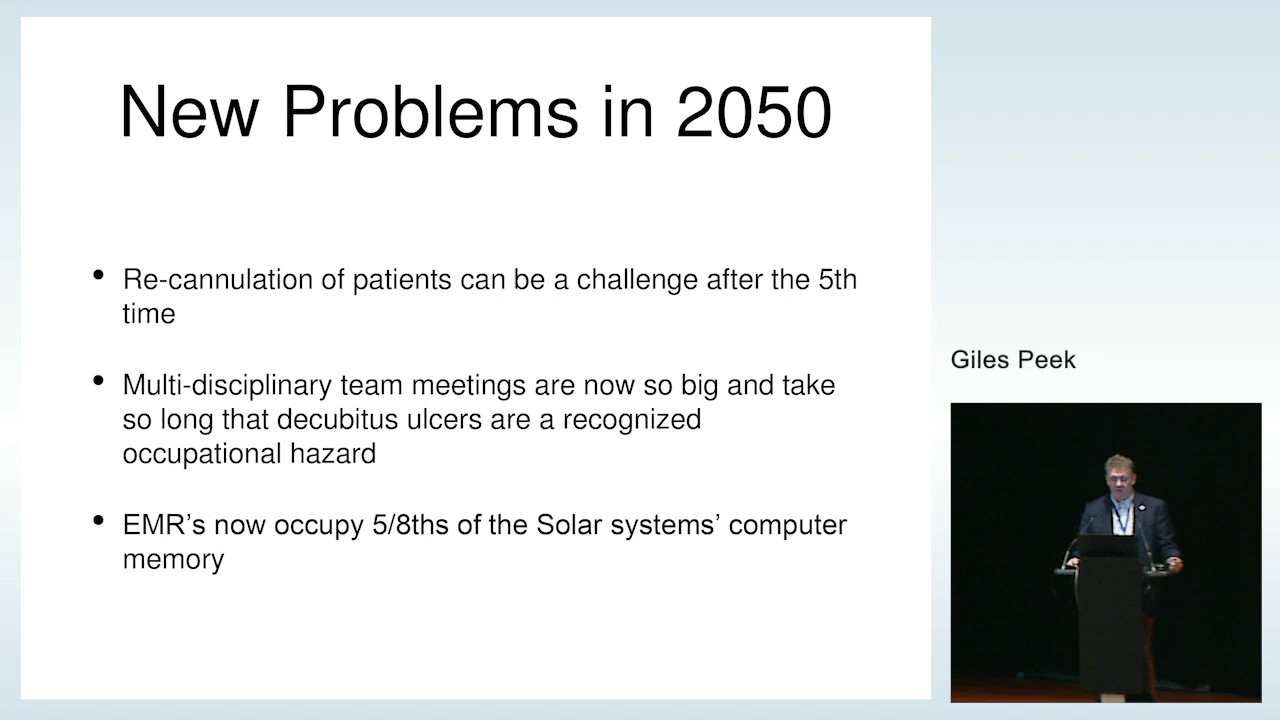 New Problems in 2050
• Re-cannulation of patients can be a challenge after the 5th
time
• Multi-disciplinary team meetings are now so big and take
so long that decubitus ulcers are a recognized
occupational hazard
• EMR’s now occupy 5/8ths of the Solar systems’ computer
memory
Giles Peek